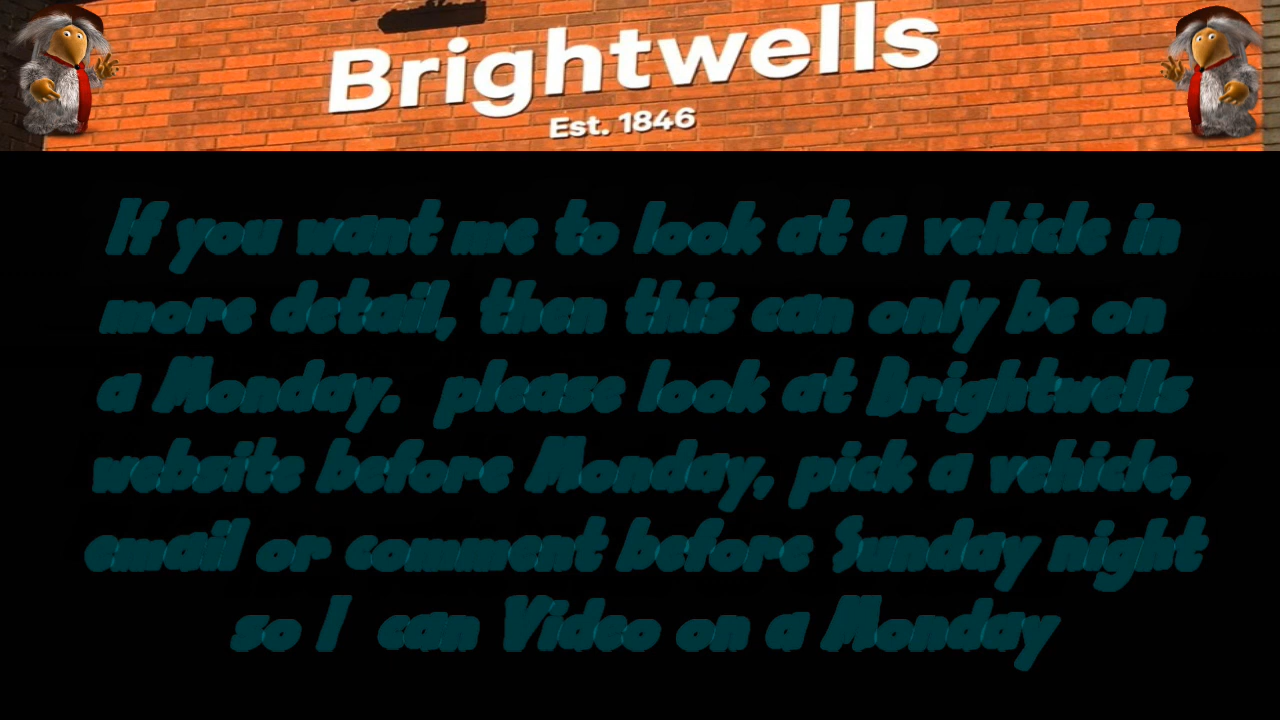 Brightwells
Est. 1846
If you want me to look at a vehicle in
more detail, then this can only be on
a Monday. please look at Brightwells
website before Monday, pick a vehicle,
email or comment before Sunday night
so I can Video on a Monday